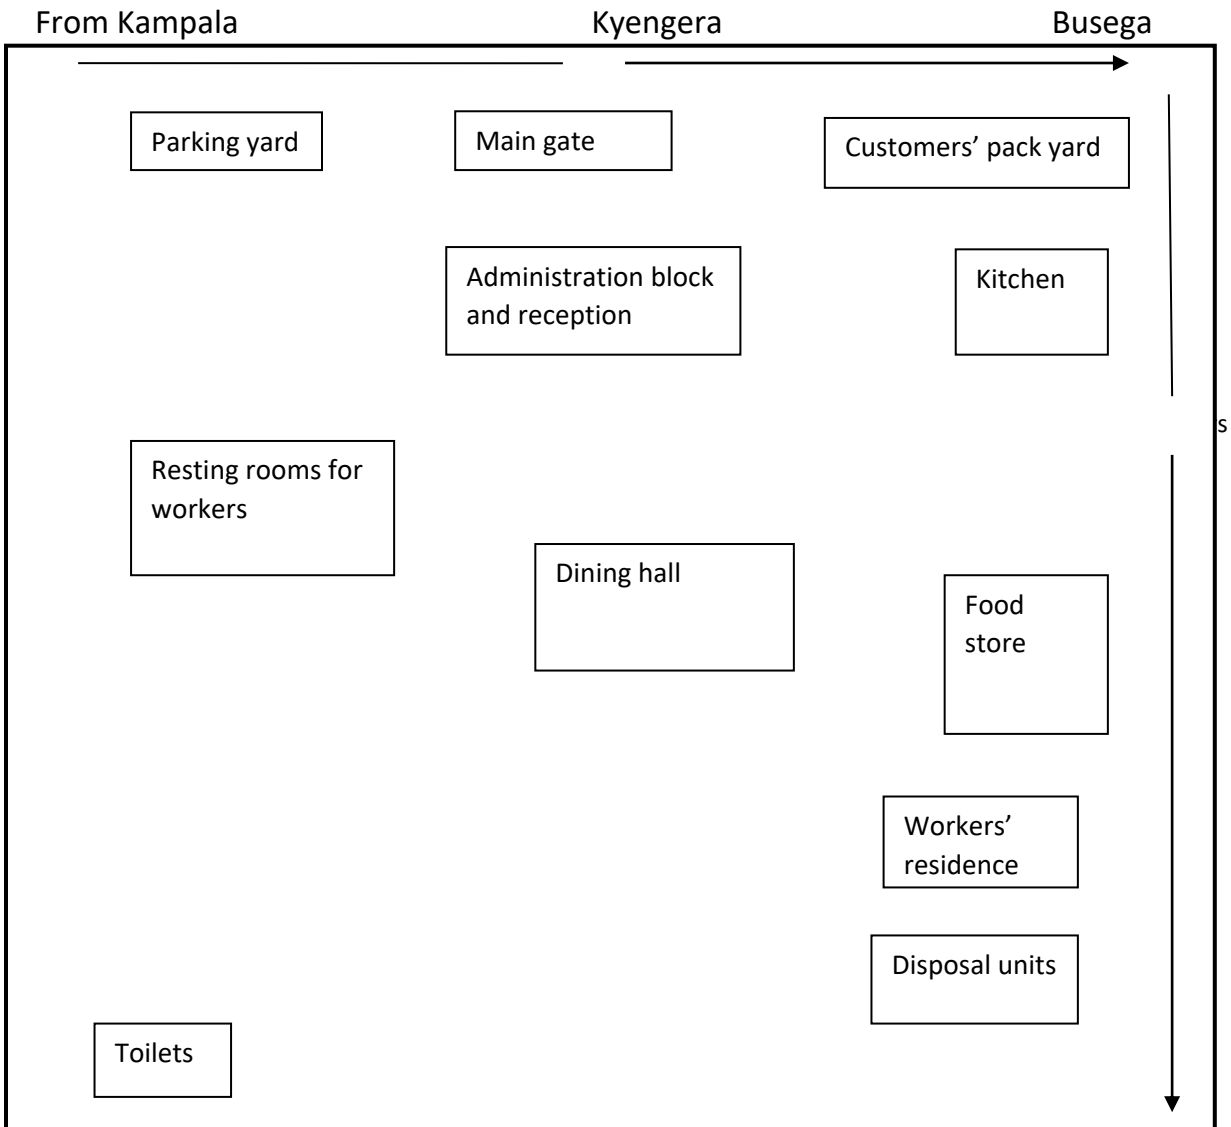 From Kampala Kyengera Busega
Parking yard
Main gate
Customers’ pack yard
Administration block
and reception
Kitchen
Resting rooms for
workers
Dining hall
Food
store
Workers’
residence
Disposal units
Toilets